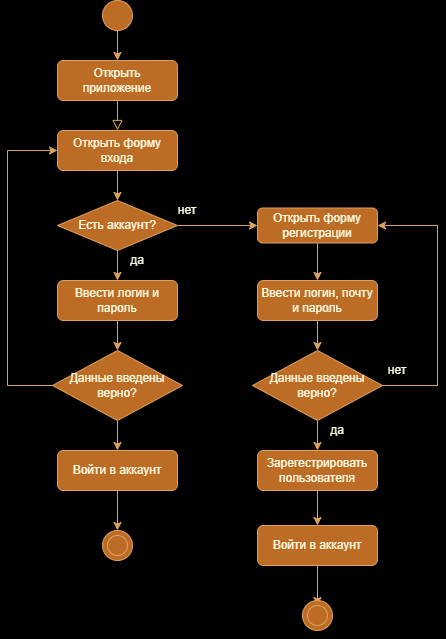 Открыть
приложение
Открыть форму
входа
Есть аккаунт?
нет
Открыть форму
регистрации
да
Ввести логин и
пароль
Ввести логин, почту
и пароль
Данные введены
верно?
Данные введены
верно?
нет
да
Войти в аккаунт
Зарегестрировать
пользователя
Войти в аккаунт